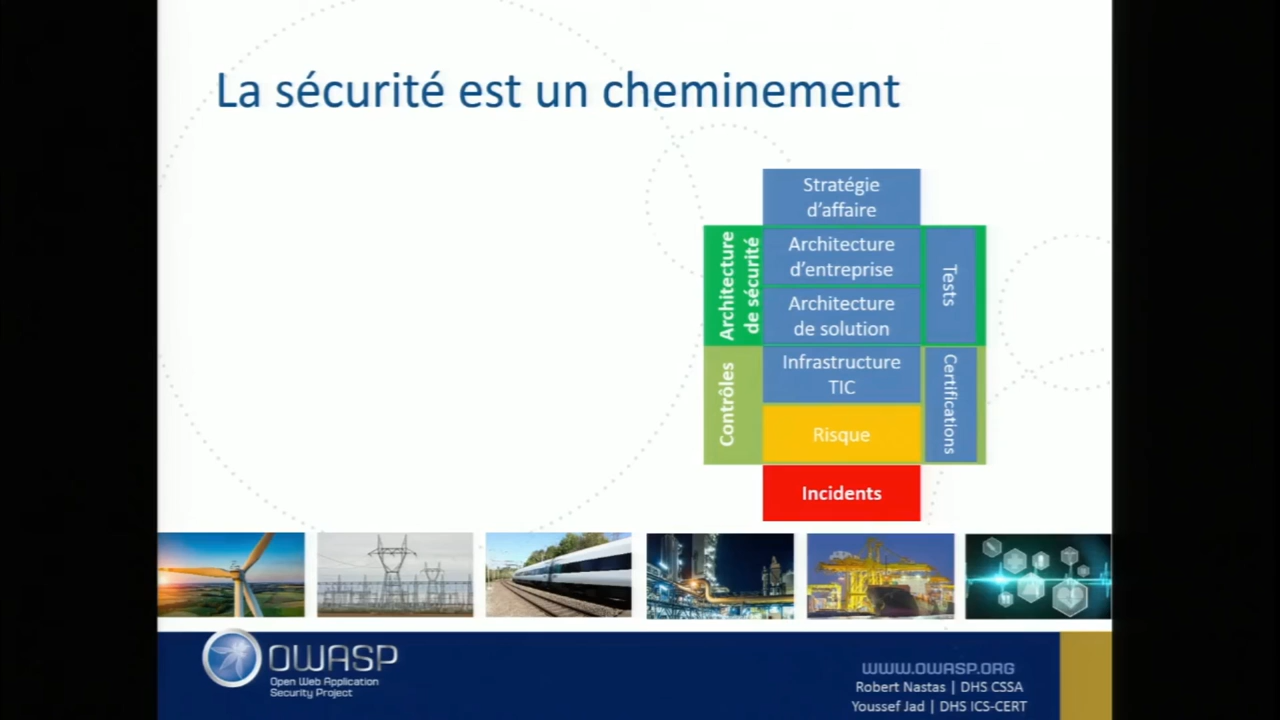 La sécurité est un cheminement
Stratégie
d'affaire
Architecture
de sécurité
Architecture
d'entreprise
Architecture
de solution
Tests
Contrôles
Infrastructure
TIC
Risque
Certifications
Incidents
OWASP
Open Web Application
Security Project
WWW.OWASP.ORG
Robert Nastas | DHS CSSA
Youssef Jad | DHS ICS-CERT